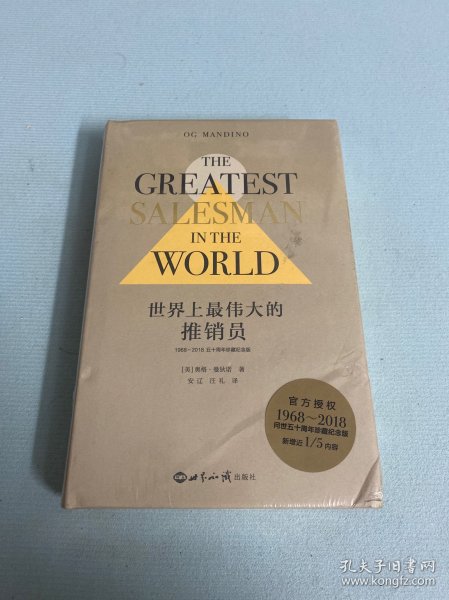 OG MANDINO
THE
GREATEST
SALESMAN
IN THE
WORLD
世界上最伟大的
推销员
1968～2018 五十周年珍藏纪念版
[美] 奥格·曼狄诺 著
安辽 汪礼 译
官方授权
1968～2018
问世五十周年珍藏纪念版
新增近1/5内容
世界知识出版社
孔夫子旧书网
www.kongfz.com